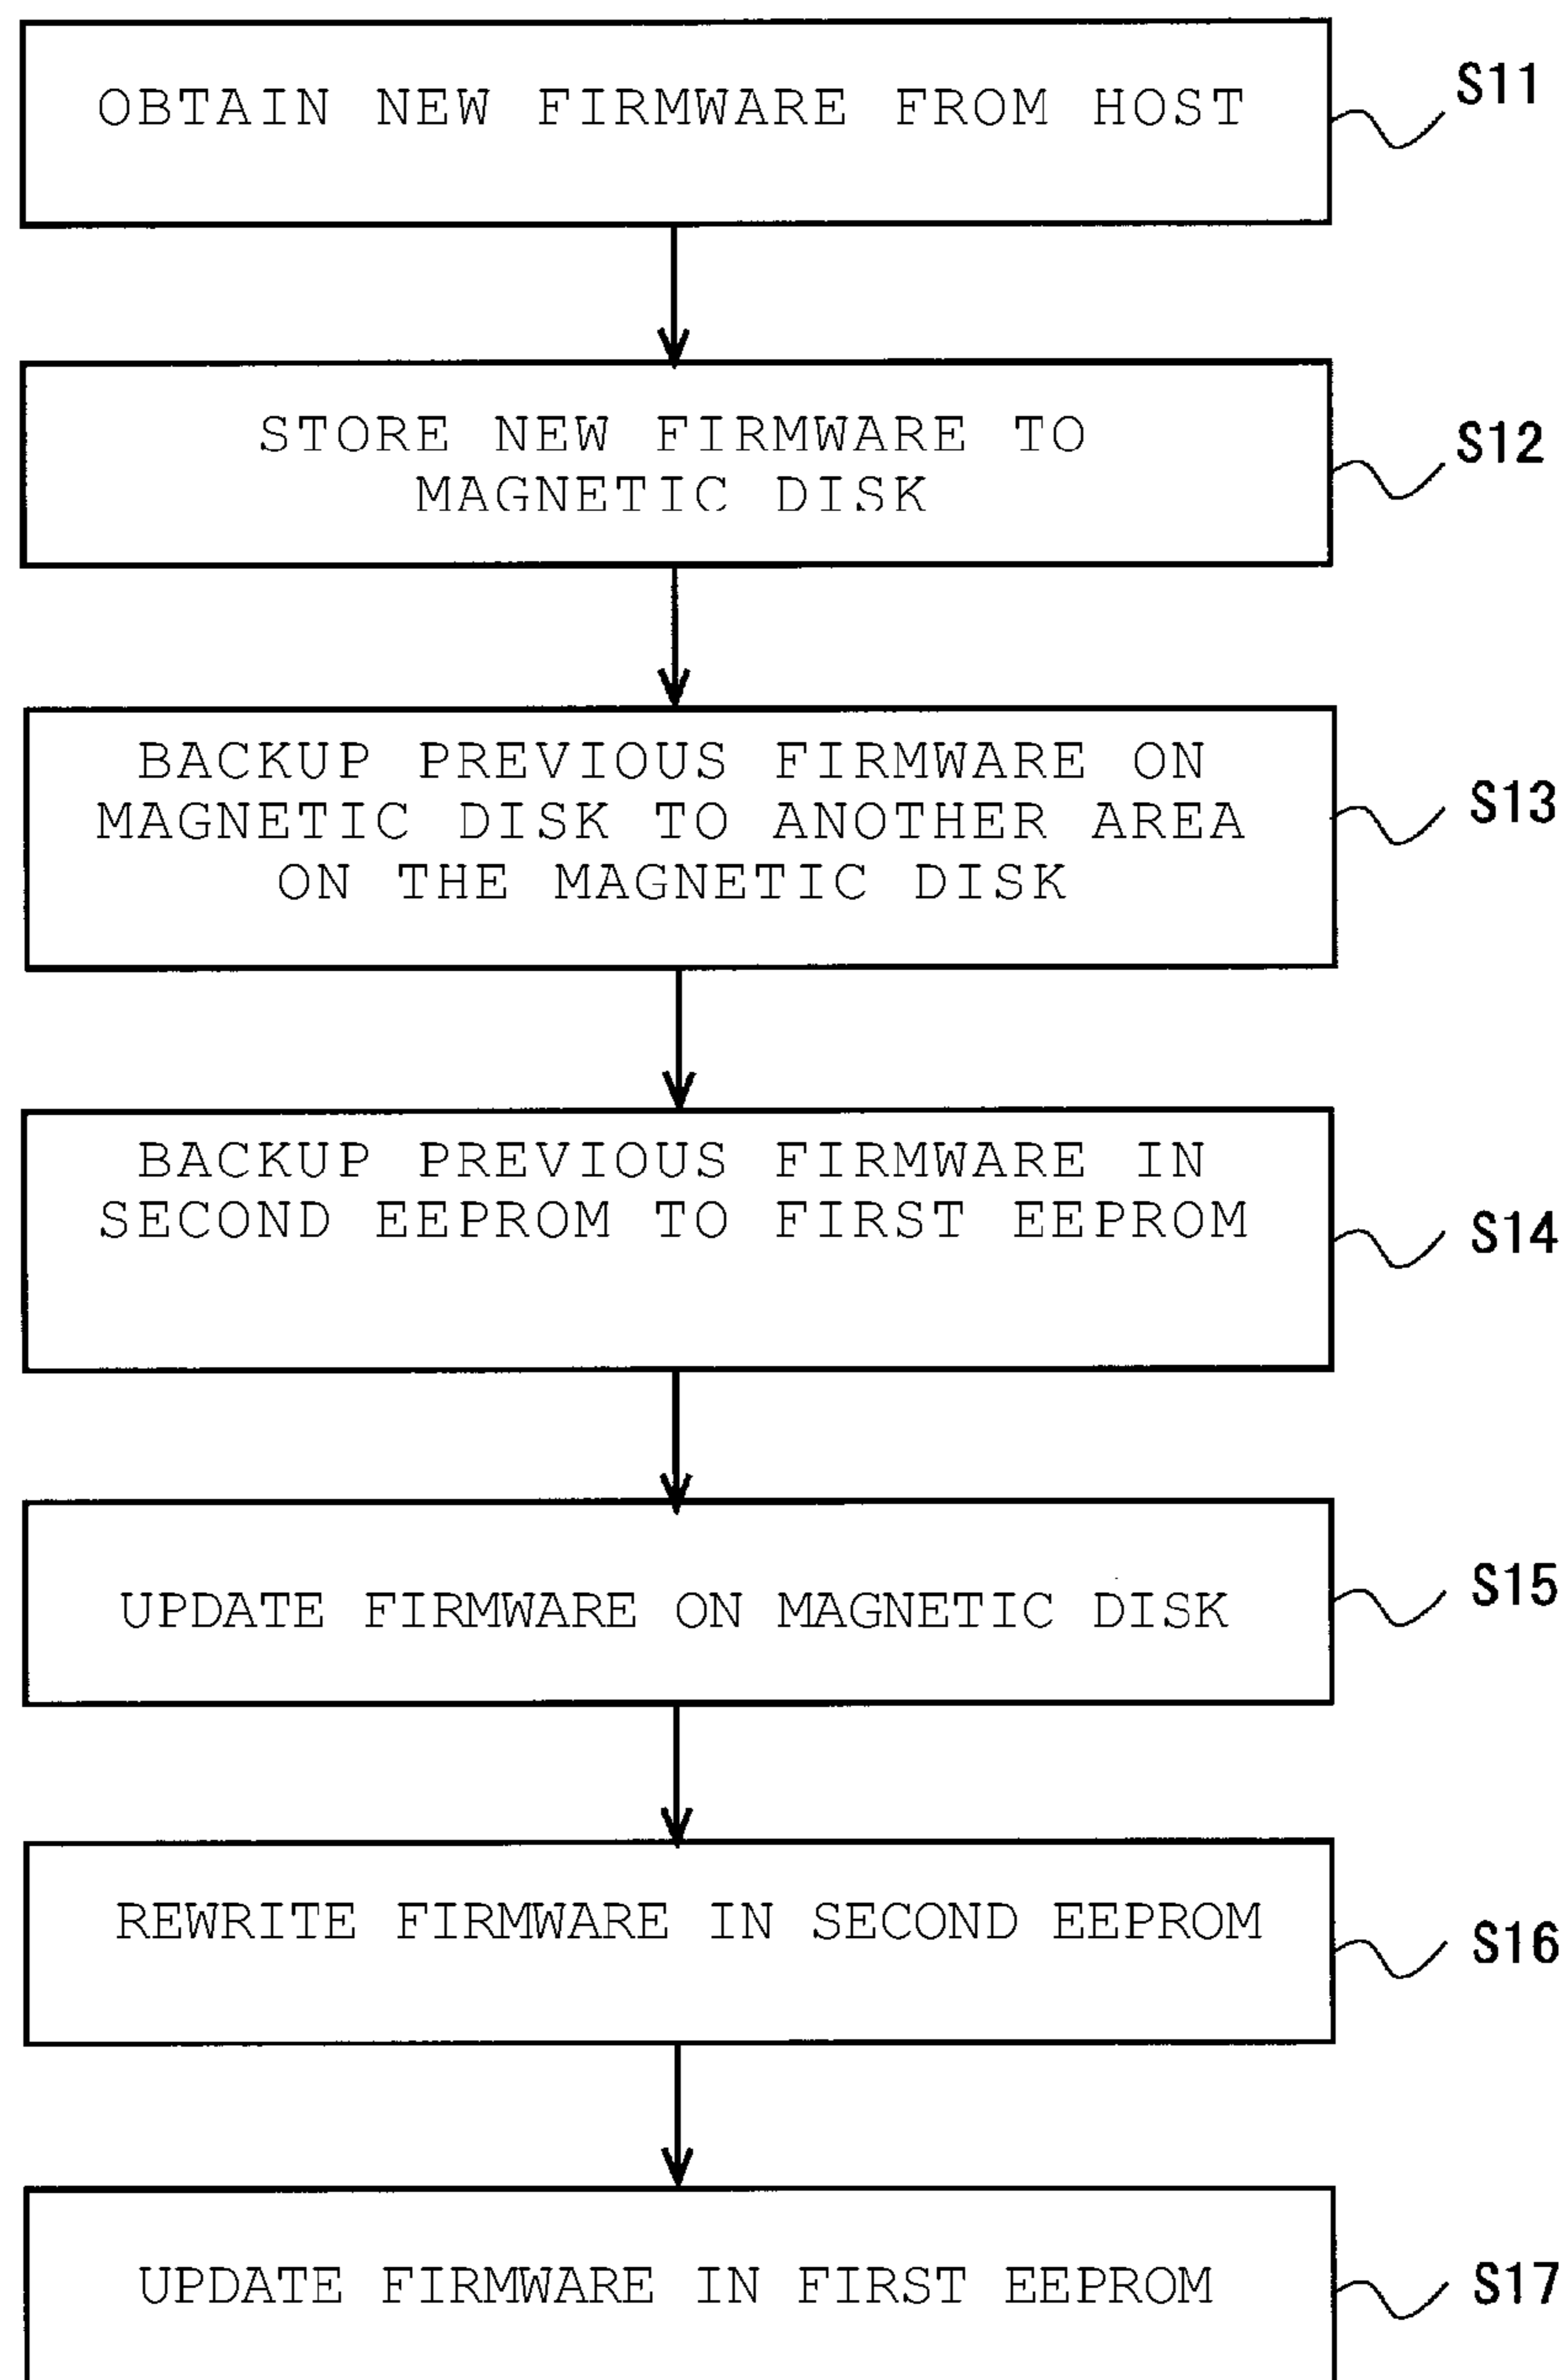 OBTAIN NEW FIRMWARE FROM HOST
S11
STORE NEW FIRMWARE TO
MAGNETIC DISK
S12
BACKUP PREVIOUS FIRMWARE ON
MAGNETIC DISK TO ANOTHER AREA
ON THE MAGNETIC DISK
S13
BACKUP PREVIOUS FIRMWARE IN
SECOND EEPROM TO FIRST EEPROM
S14
UPDATE FIRMWARE ON MAGNETIC DISK
S15
REWRITE FIRMWARE IN SECOND EEPROM
S16
UPDATE FIRMWARE IN FIRST EEPROM
S17